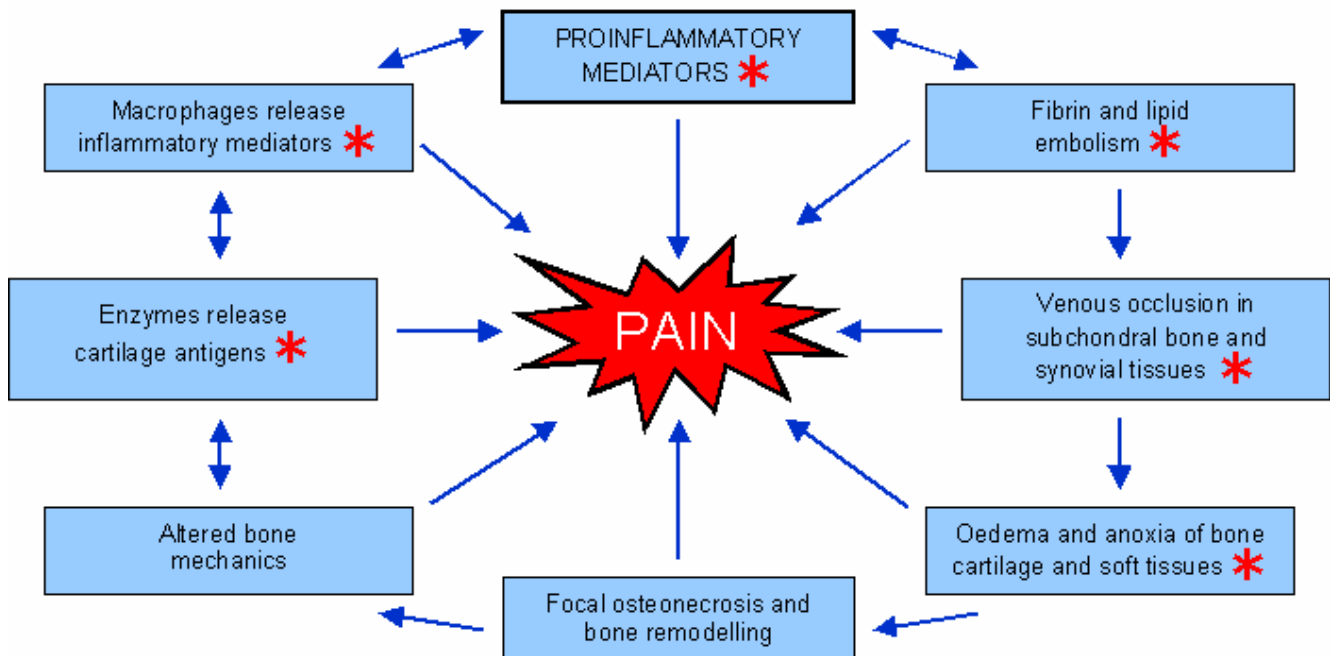 PROINFLAMMATORY
MEDIATORS *
Macrophages release
inflammatory mediators *
Fibrin and lipid
embolism *
Enzymes release
cartilage antigens *
PAIN
Venous occlusion in
subchondral bone and
synovial tissues *
Altered bone
mechanics
Oedema and anoxia of bone
cartilage and soft tissues *
Focal osteonecrosis and
bone remodelling